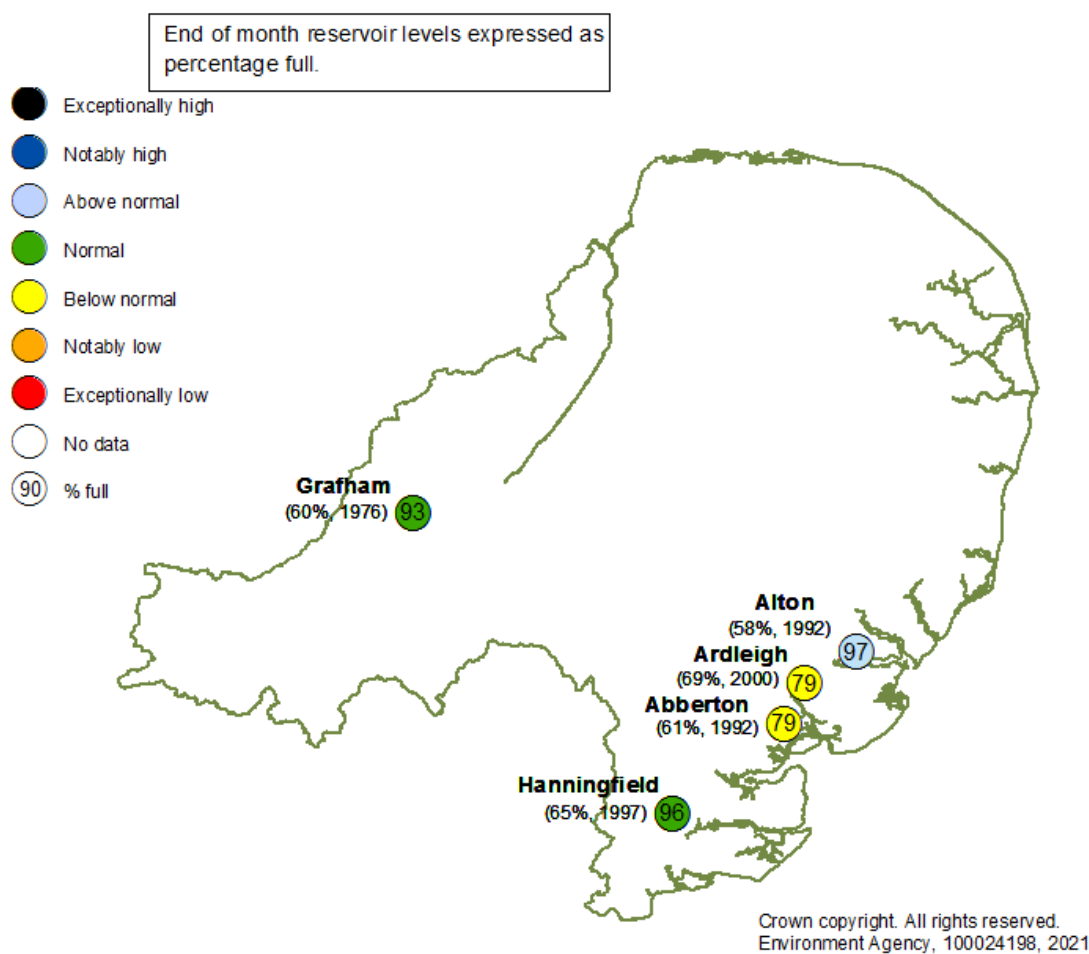 End of month reservoir levels expressed as
percentage full.
Exceptionally high
Notably high
Above normal
Normal
Below normal
Notably low
Exceptionally low
No data
90 % full
Grafham
(60%, 1976) 93
Alton
(58%, 1992) 97
Ardleigh
(69%, 2000) 79
Abberton
(61%, 1992) 79
Hanningfield
(65%, 1997) 96
Crown copyright. All rights reserved.
Environment Agency, 100024198, 2021